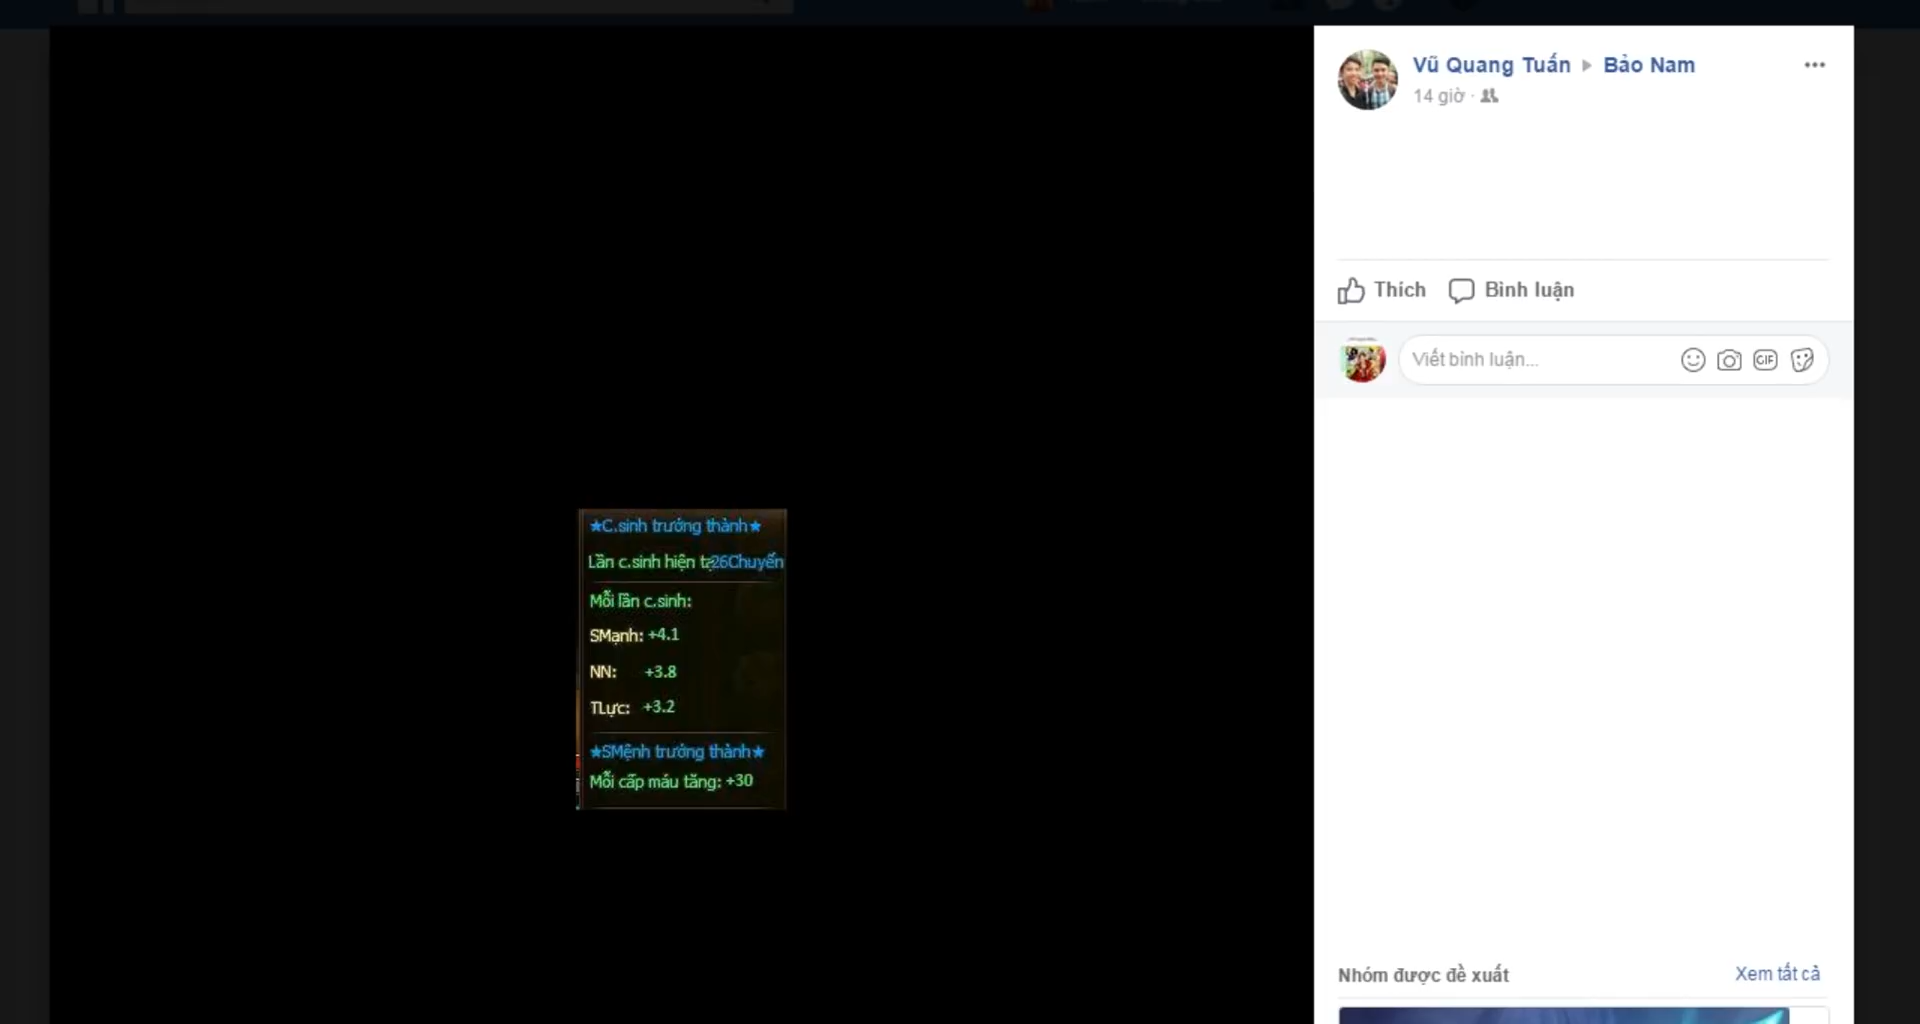 Vũ Quang Tuấn ▸ Bảo Nam
14 giờ ·
Thích Bình luận
Viết bình luận...
GIF
★C.sinh trưởng thành★
Lần c.sinh hiện tạ26Chuyến
Mỗi lần c.sinh:
SMạnh: +4.1
NN: +3.8
TLực: +3.2
★SMệnh trưởng thành★
Mỗi cấp máu tăng: +30
Nhóm được đề xuất Xem tất cả